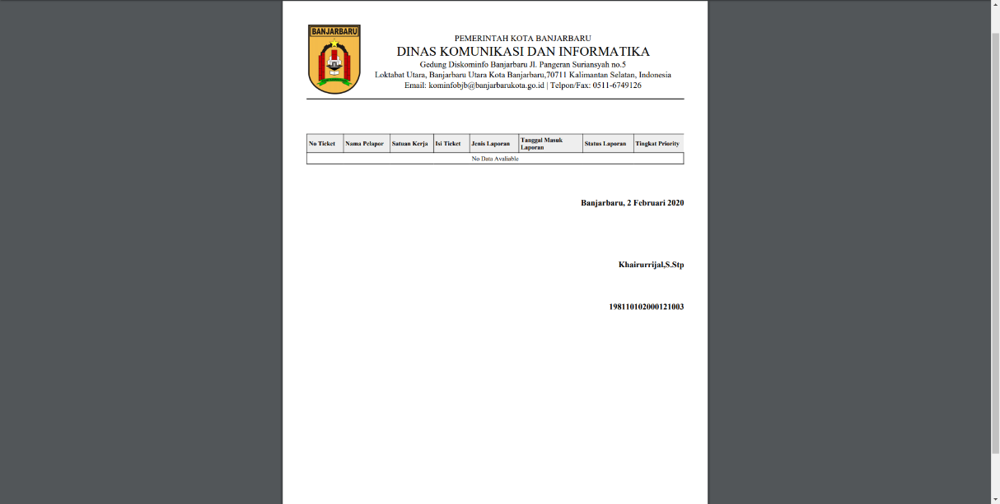 BANJARBARU
PEMERINTAH KOTA BANJARBARU
DINAS KOMUNIKASI DAN INFORMATIKA
Gedung Diskominfo Banjarbaru Jl. Pangeran Suriansyah no.5
Loktabat Utara, Banjarbaru Utara Kota Banjarbaru,70711 Kalimantan Selatan, Indonesia
Email: kominfobjb@banjarbarukota.go.id | Telpon/Fax: 0511-6749126
No Ticket Nama Pelapor Satuan Kerja Isi Ticket Jenis Laporan Tanggal Masuk Laporan Status Laporan Tingkat Priority
No Data Avaliable
Banjarbaru, 2 Februari 2020
Khairurrijal,S.Stp
198110102000121003